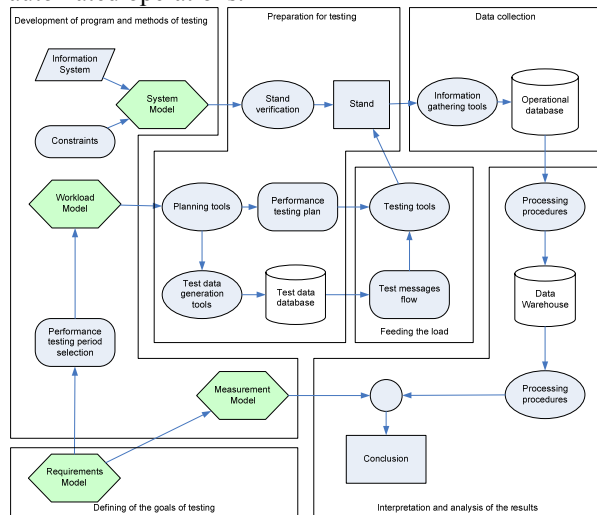 automated operations.
Development of program and methods of testing
Preparation for testing
Data collection
Information
System
System
Model
Constraints
Stand
verification
Stand
Information
gathering tools
Operational
database
Workload
Model
Planning tools
Performance
testing plan
Testing tools
Processing
procedures
Test data
generation
tools
Test data
database
Test messages
flow
Feeding the load
Data
Warehouse
Performance
testing period
selection
Measurement
Model
Processing
procedures
Conclusion
Requirements
Model
Defining of the goals of testing
Interpretation and analysis of the results